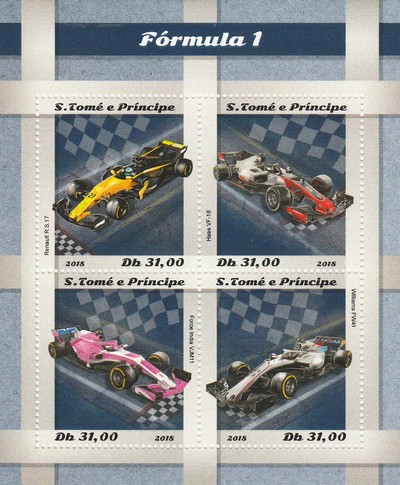 Fórmula 1
S. Tomé e Príncipe
Renault R.S.17
2018 Db 31,00
S. Tomé e Príncipe
Haas VF-18
Db 31,00 2018
S. Tomé e Príncipe
Force India VJM11
Db 31,00 2018
S. Tomé e Príncipe
Williams FW41
2018 Db 31,00